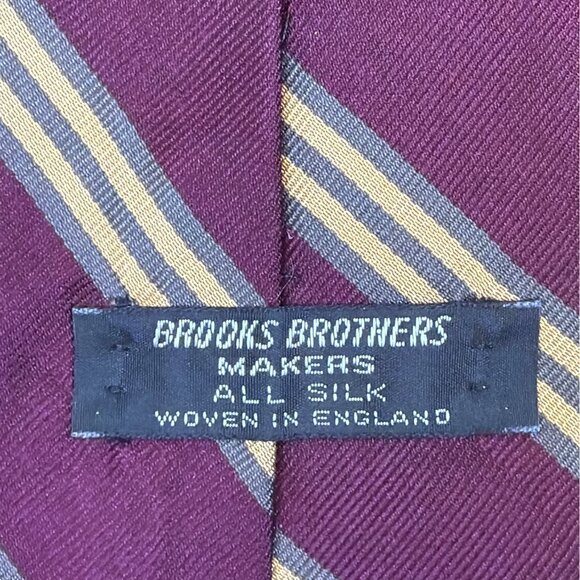 BROOKS BROTHERS
MAKERS
ALL SILK
WOVEN IN ENGLAND